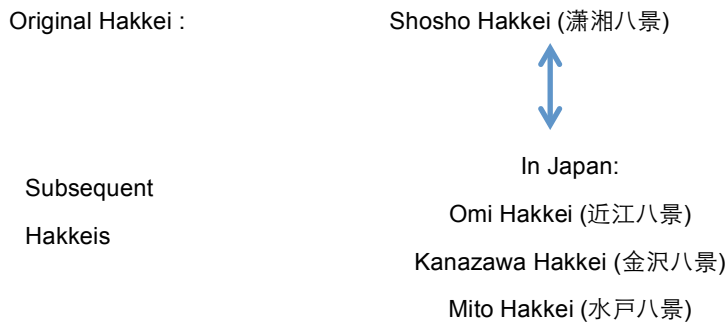 Original Hakkei : Shosho Hakkei (潇湘八景)
In Japan:
Subsequent
Omi Hakkei (近江八景)
Hakkeis
Kanazawa Hakkei (金沢八景)
Mito Hakkei (水戸八景)